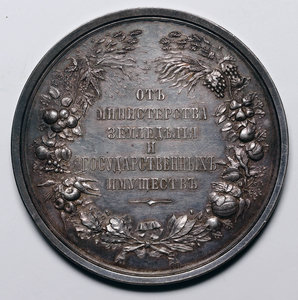 ОТЪ
МИНИСТЕРСТВА
ЗЕМЛЕДѢЛІЯ
И
ГОСУДАРСТВЕННЫХЪ
ИМУЩЕСТВЪ